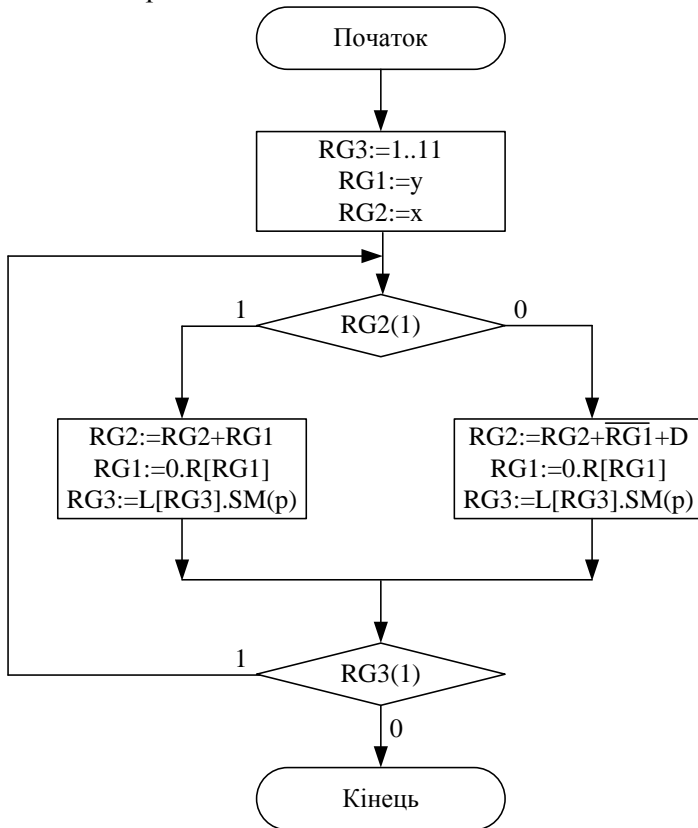 Початок
RG3:=1..11
RG1:=y
RG2:=x
1
RG2(1)
0
RG2:=RG2+RG1
RG1:=0.R[RG1]
RG3:=L[RG3].SM(p)
RG2:=RG2+R̅G̅1̅+D
RG1:=0.R[RG1]
RG3:=L[RG3].SM(p)
1
RG3(1)
0
Кінець